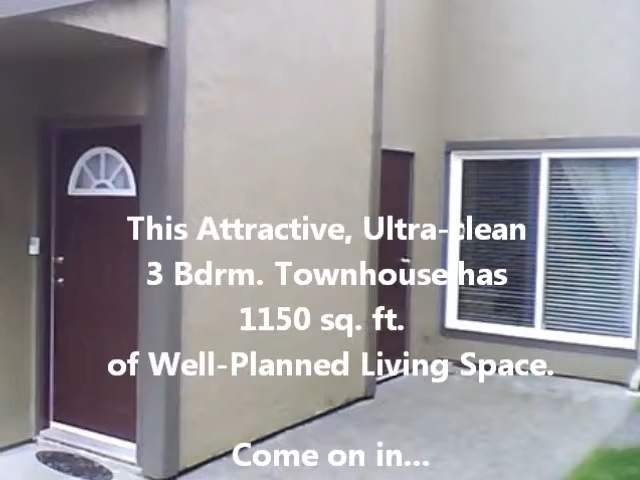 This Attractive, Ultra-clean
3 Bdrm. Townhouse has
1150 sq. ft.
of Well-Planned Living Space.
Come on in...